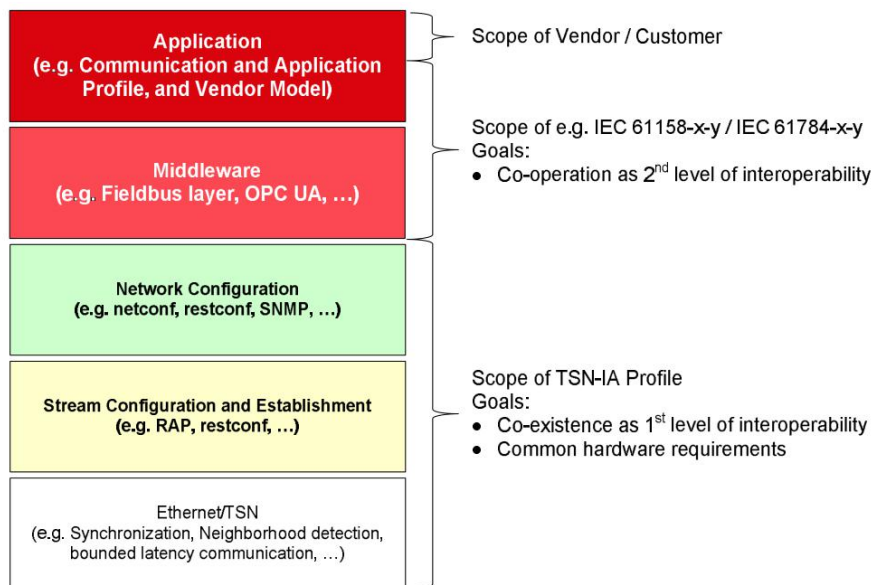 Application
(e.g. Communication and Application
Profile, and Vendor Model)
Scope of Vendor / Customer
Middleware
(e.g. Fieldbus layer, OPC UA, …)
Scope of e.g. IEC 61158-x-y / IEC 61784-x-y
Goals:
• Co-operation as 2nd level of interoperability
Network Configuration
(e.g. netconf, restconf, SNMP, …)
Stream Configuration and Establishment
(e.g. RAP, restconf, …)
Ethernet/TSN
(e.g. Synchronization, Neighborhood detection,
bounded latency communication, …)
Scope of TSN-IA Profile
Goals:
• Co-existence as 1st level of interoperability
• Common hardware requirements